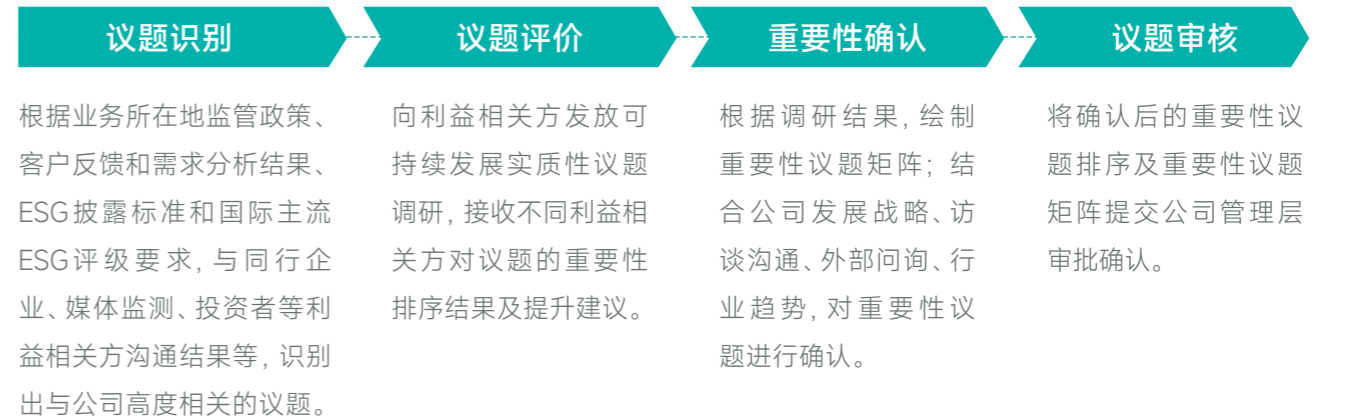 议题识别
根据业务所在地监管政策、
客户反馈和需求分析结果、
ESG披露标准和国际主流
ESG评级要求,与同行企
业、媒体监测、投资者等利
益相关方沟通结果等,识别
出与公司高度相关的议题。
议题评价
向利益相关方发放可
持续发展实质性议题
调研,接收不同利益相
关方对议题的重要性
排序结果及提升建议。
重要性确认
根据调研结果,绘制
重要性议题矩阵;结
合公司发展战略、访
谈沟通、外部问询、行
业趋势,对重要性议
题进行确认。
议题审核
将确认后的重要性议
题排序及重要性议题
矩阵提交公司管理层
审批确认。